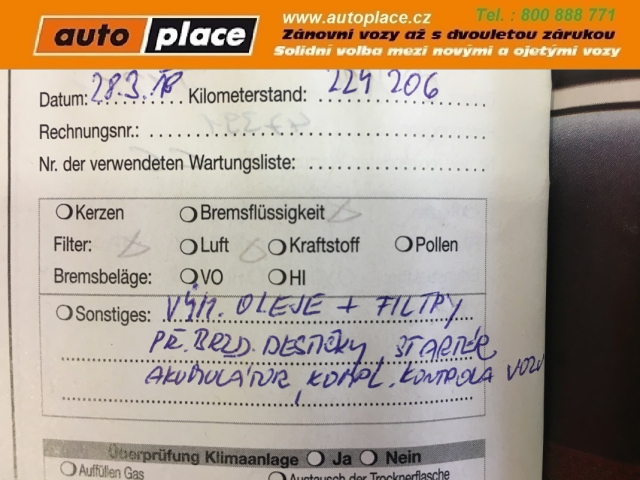 auto place
www.autoplace.cz
Tel. : 800 888 771
Zánovní vozy až s dvouletou zárukou
Solidní volba mezi novými a ojetými vozy
Datum: 28.3.18 Kilometerstand: 224 206
Rechnungsnr.:
Nr. der verwendeten Wartungsliste:
Kerzen Bremsflüssigkeit
Filter: Luft Kraftstoff Pollen
Bremsbeläge: VO HI
Sonstiges: VÝM. OLEJE + FILTRY
PŘ. BRZD. DESTIČKY, STARTÉR
AKUMULÁTOR, KOMPL. KONTROLA VOZU
Überprüfung Klimaanlage Ja Nein
Auffüllen Gas Austausch der Trocknerflasche